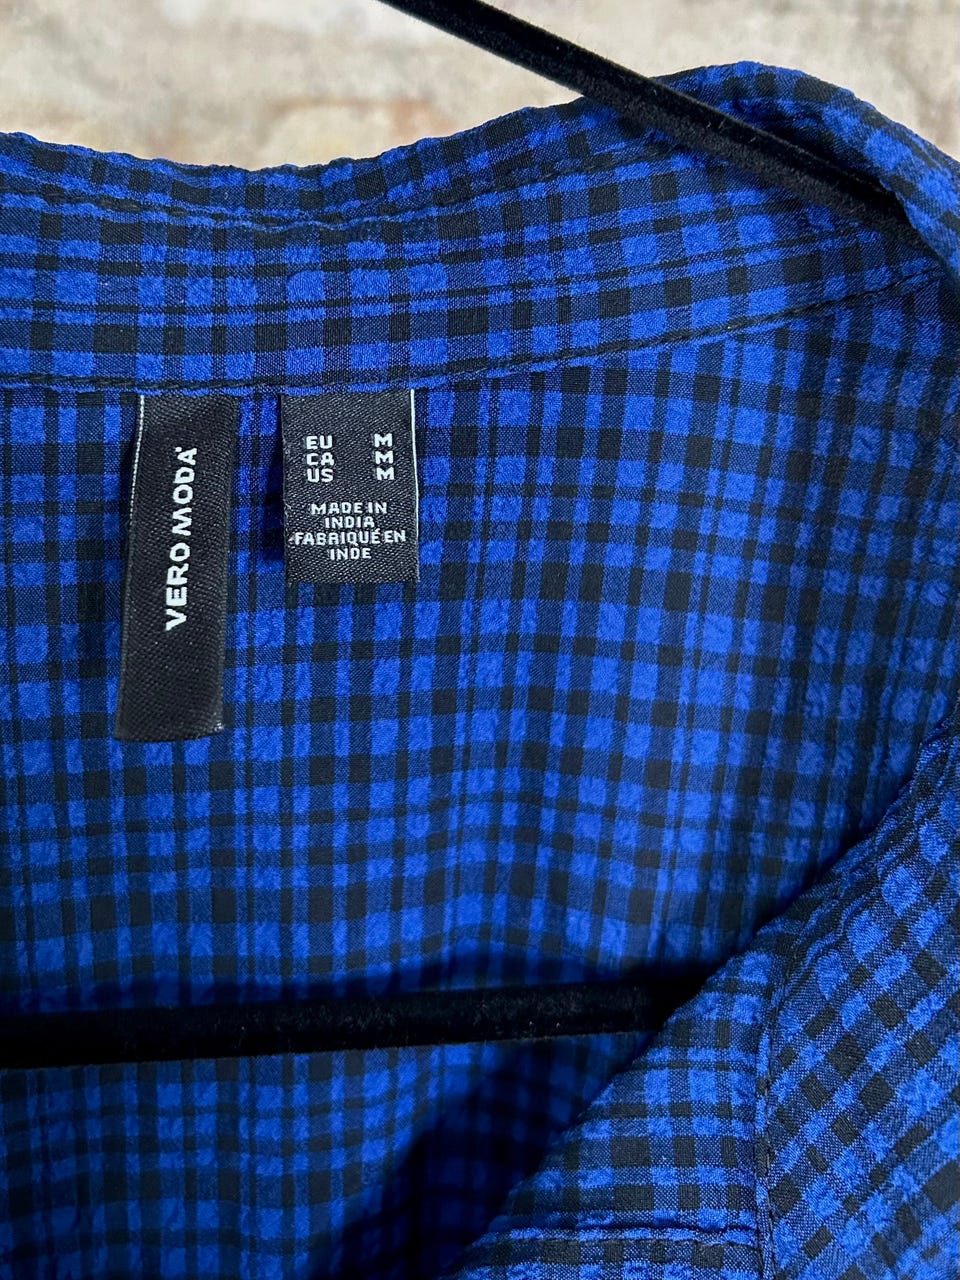 VERO MODA
EU M
CA M
US M
MADE IN
INDIA
FABRIQUÉ EN
INDE